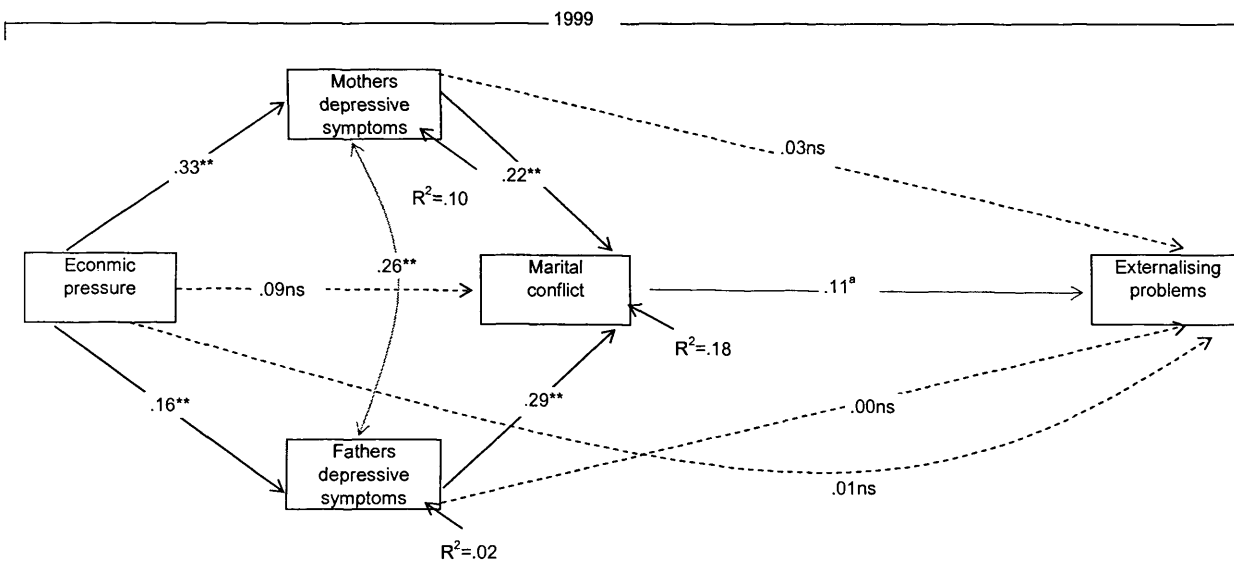 1999
Mothers
depressive
symptoms
.03ns
.33**
.22**
R²=.10
Econmic
pressure
.26**
Marital
conflict
Externalising
problems
.09ns
.11ª
R²=.18
.16**
.29**
.00ns
Fathers
depressive
symptoms
.01ns
R²=.02